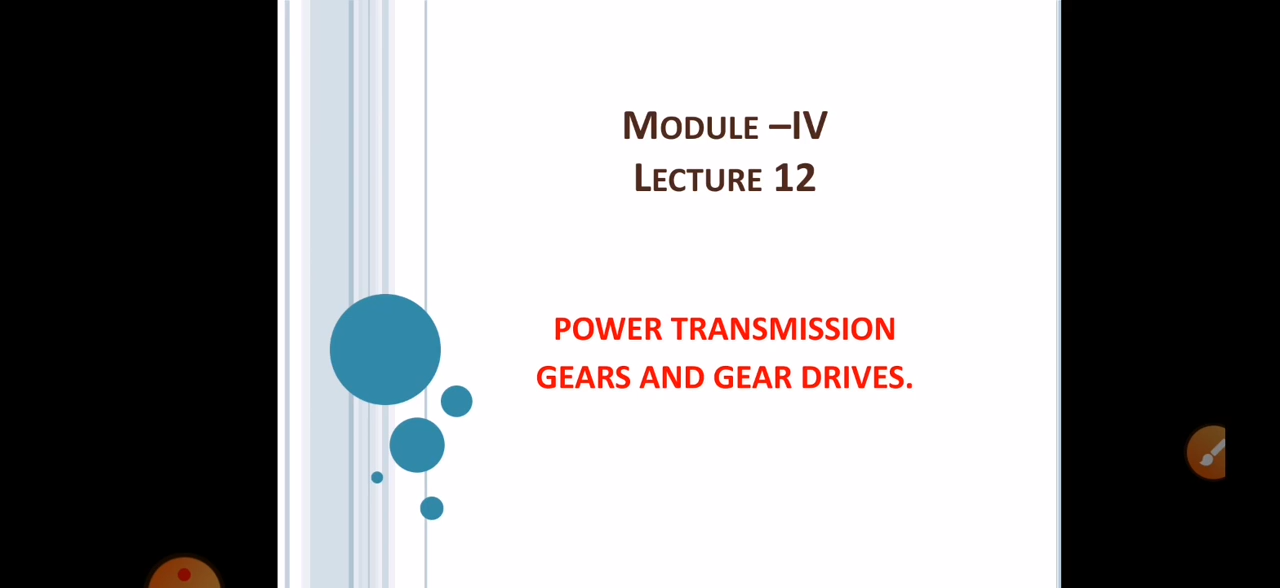 MODULE –IV
LECTURE 12
POWER TRANSMISSION
GEARS AND GEAR DRIVES.